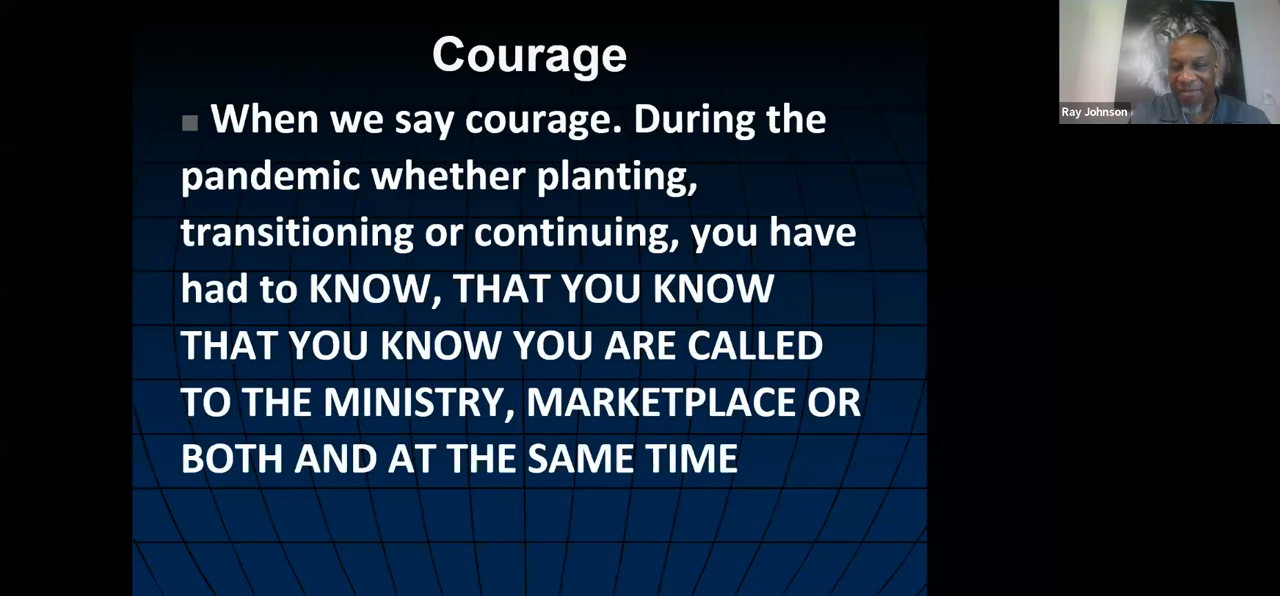 Courage
When we say courage. During the
pandemic whether planting,
transitioning or continuing, you have
had to KNOW, THAT YOU KNOW
THAT YOU KNOW YOU ARE CALLED
TO THE MINISTRY, MARKETPLACE OR
BOTH AND AT THE SAME TIME
Ray Johnson